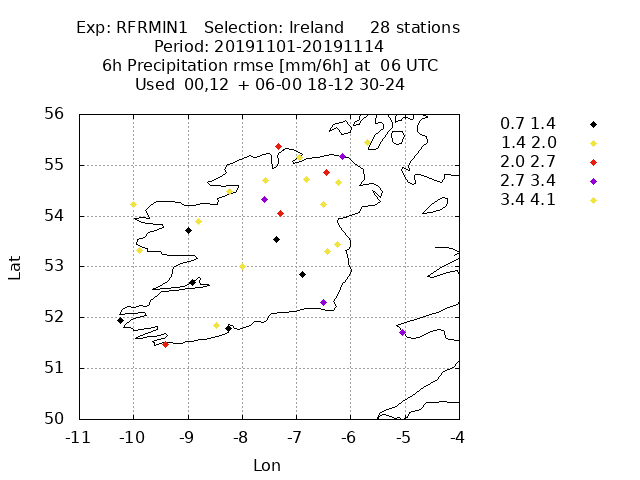 Exp: RFRMIN1 Selection: Ireland 28 stations
Period: 20191101-20191114
6h Precipitation rmse [mm/6h] at 06 UTC
Used 00,12 + 06-00 18-12 30-24
56
55
54
53
52
51
50
-11 -10 -9 -8 -7 -6 -5 -4
Lat
Lon
0.7 1.4
1.4 2.0
2.0 2.7
2.7 3.4
3.4 4.1